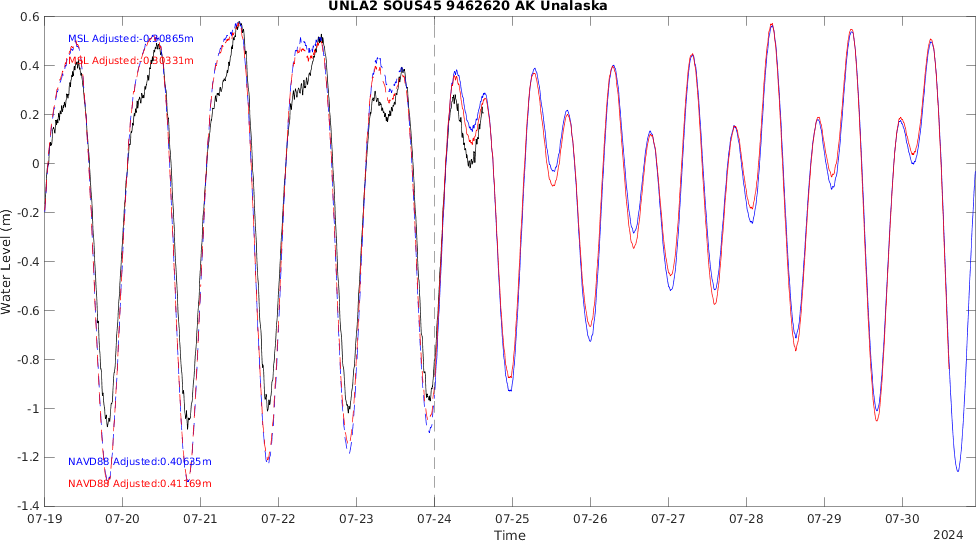 UNLA2 SOUS45 9462620 AK Unalaska
MSL Adjusted:-0.30865m
MSL Adjusted:-0.30331m
NAVD88 Adjusted:0.40635m
NAVD88 Adjusted:0.41169m
Water Level (m)
0.6
0.4
0.2
0
-0.2
-0.4
-0.6
-0.8
-1
-1.2
-1.4
07-19 07-20 07-21 07-22 07-23 07-24 07-25 07-26 07-27 07-28 07-29 07-30
Time
2024